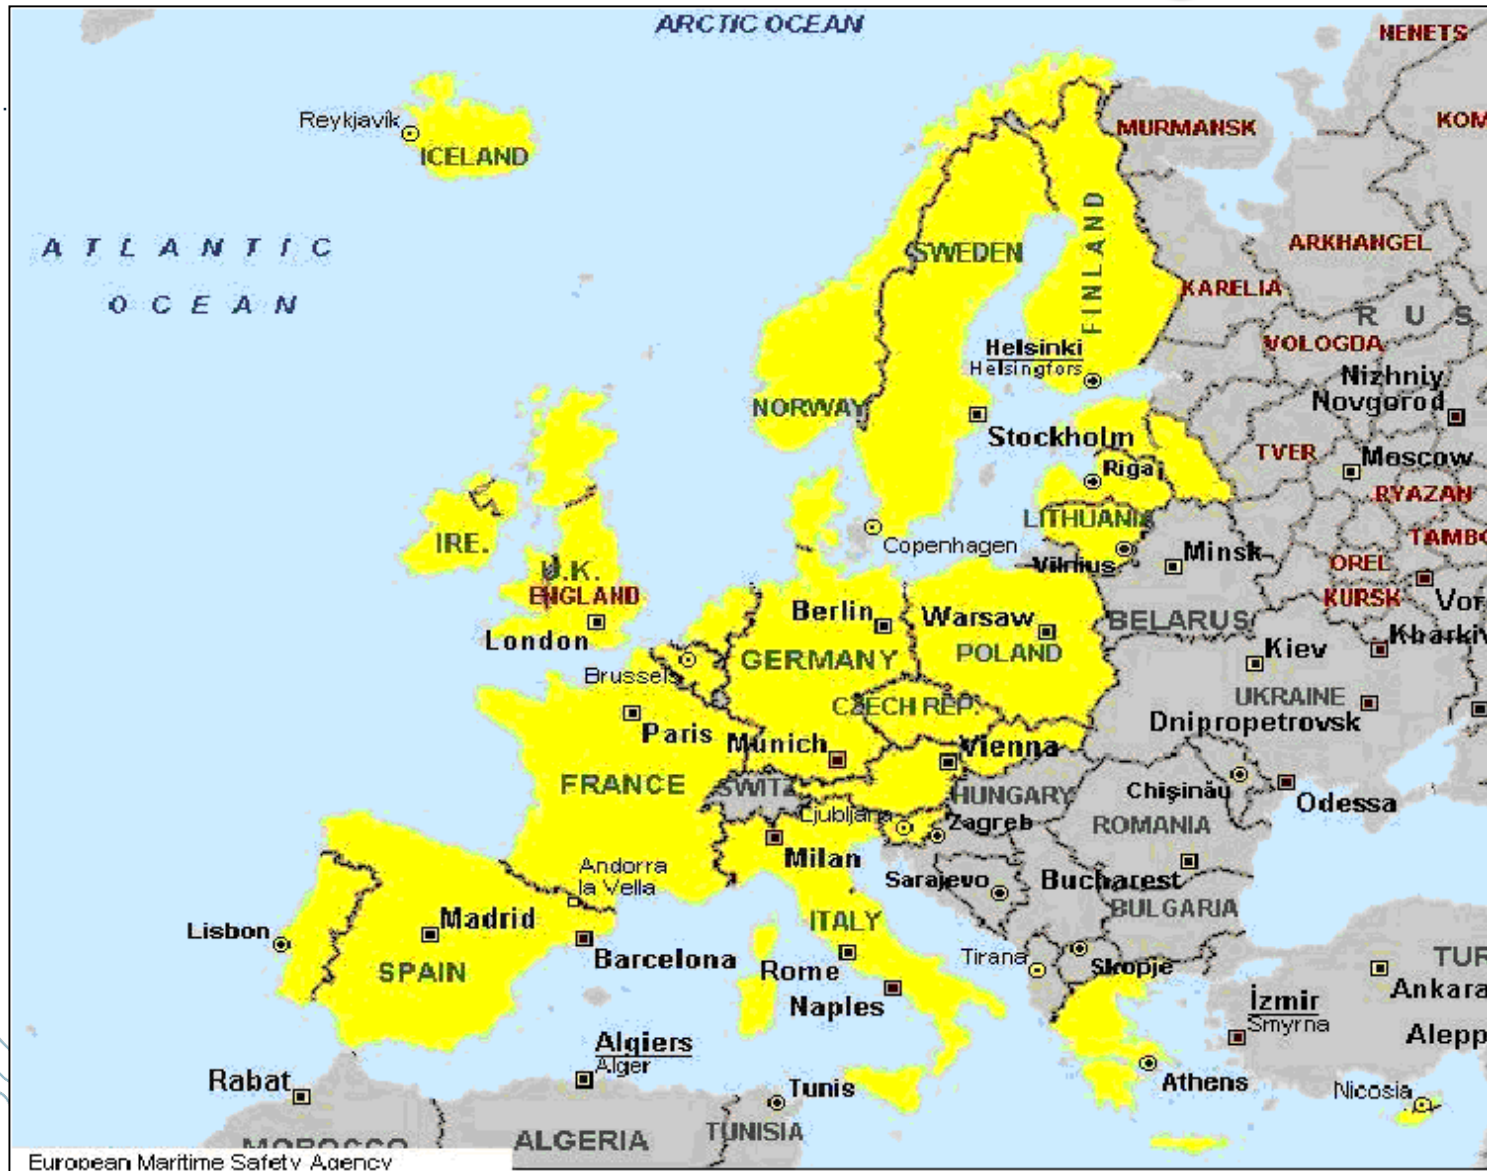 ARCTIC OCEAN
NENETS
Reykjavík
ICELAND
MURMANSK
KOM
ATLANTIC
OCEAN
SWEDEN
FINLAND
ARKHANGEL
KARELIA
RUS
VOLOGDA
Helsinki
Helsingfors
Nizhniy
Novgorod
NORWAY
Stockholm
TVER
Moscow
Riga
RYAZAN
LITHUANIA
TAMBO
IRE.
Copenhagen
Vilnius
Minsk
OREL
U.K.
ENGLAND
KURSK
Vor
London
Berlin
Warsaw
BELARUS
Kharkiv
Brussels
GERMANY
POLAND
Kiev
CZECH REP.
UKRAINE
Paris
Munich
Vienna
Dnipropetrovsk
FRANCE
SWITZ
HUNGARY
Chişinău
Odessa
Ljubljana
Zagreb
ROMANIA
Milan
Andorra
la Vella
Sarajevo
Bucharest
BULGARIA
Lisbon
Madrid
ITALY
Barcelona
SPAIN
Rome
Tirana
Skopje
TUR
Ankara
Naples
İzmir
Smyrna
Algiers
Alger
Alepp
Rabat
Tunis
Athens
Nicosia
MOROCCO
ALGERIA
TUNISIA
European Maritime Safety Agency